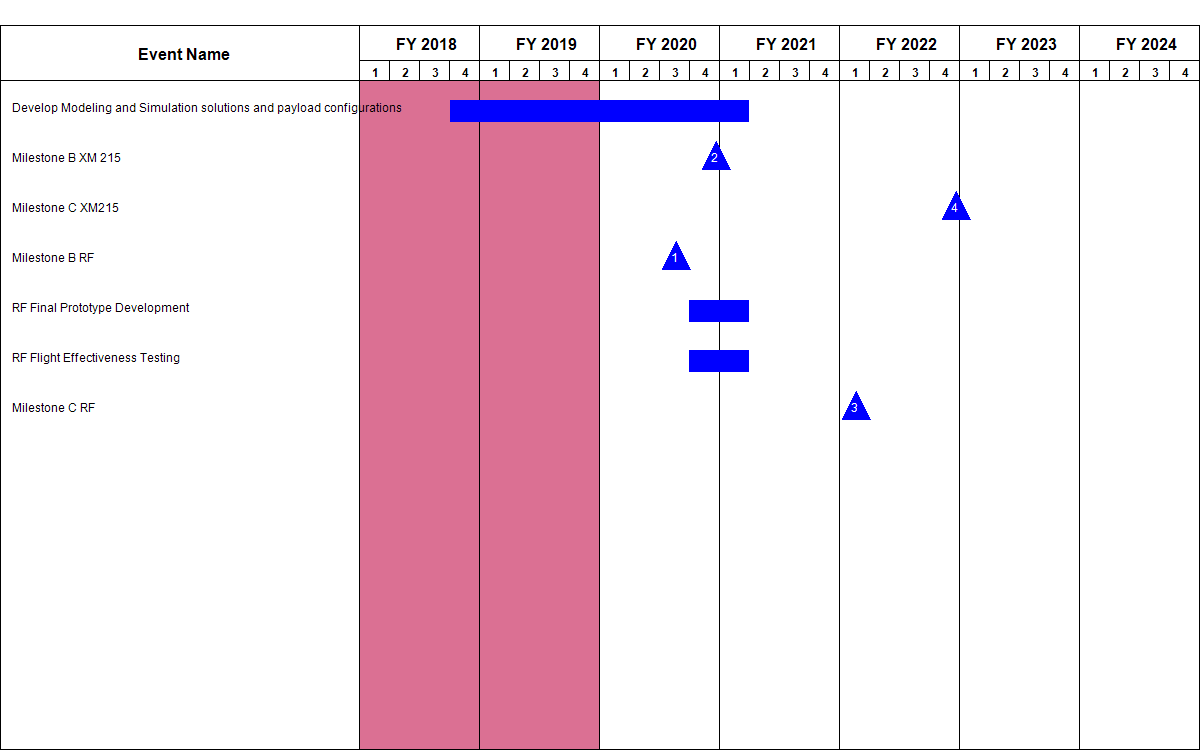 Event Name
FY 2018 FY 2019 FY 2020 FY 2021 FY 2022 FY 2023 FY 2024
1 2 3 4 1 2 3 4 1 2 3 4 1 2 3 4 1 2 3 4 1 2 3 4 1 2 3 4
Develop Modeling and Simulation solutions and payload configurations
Milestone B XM 215
2
Milestone C XM215
4
Milestone B RF
1
RF Final Prototype Development
RF Flight Effectiveness Testing
Milestone C RF
3